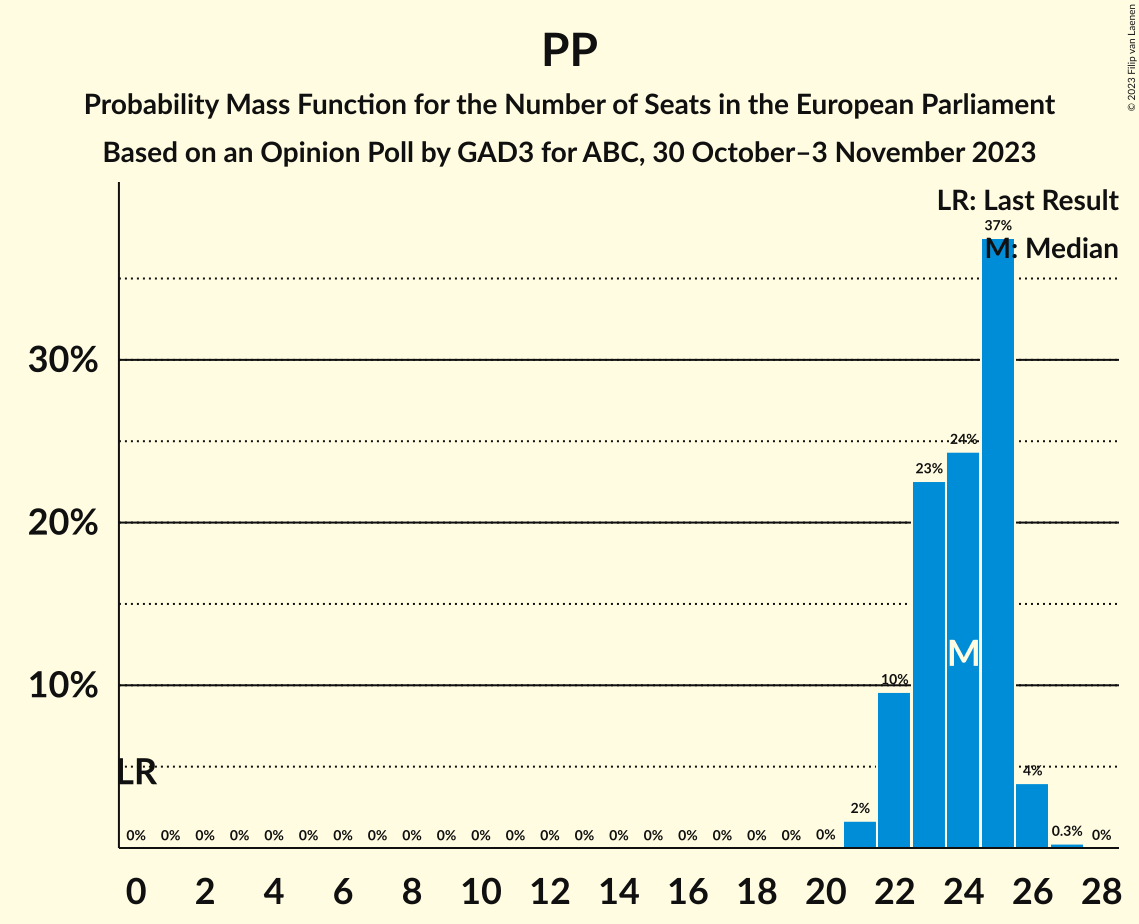 © 2023 Filip van Laenen
PP
Probability Mass Function for the Number of Seats in the European Parliament
Based on an Opinion Poll by GAD3 for ABC, 30 October–3 November 2023
LR: Last Result
M: Median
37%
30%
24%
23%
20%
M
10%
10%
LR
4%
2%
0% 0% 0% 0% 0% 0% 0% 0% 0% 0% 0% 0% 0% 0% 0% 0% 0% 0% 0% 0% 0% 0.3% 0%
0 2 4 6 8 10 12 14 16 18 20 22 24 26 28